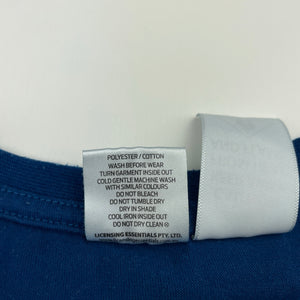 POLYESTER / COTTON
WASH BEFORE WEAR
TURN GARMENT INSIDE OUT
COLD GENTLE MACHINE WASH
WITH SIMILAR COLOURS
DO NOT BLEACH
DO NOT TUMBLE DRY
DRY IN SHADE
COOL IRON INSIDE OUT
DO NOT DRY CLEAN ⊗
LICENSING ESSENTIALS PTY. LTD.